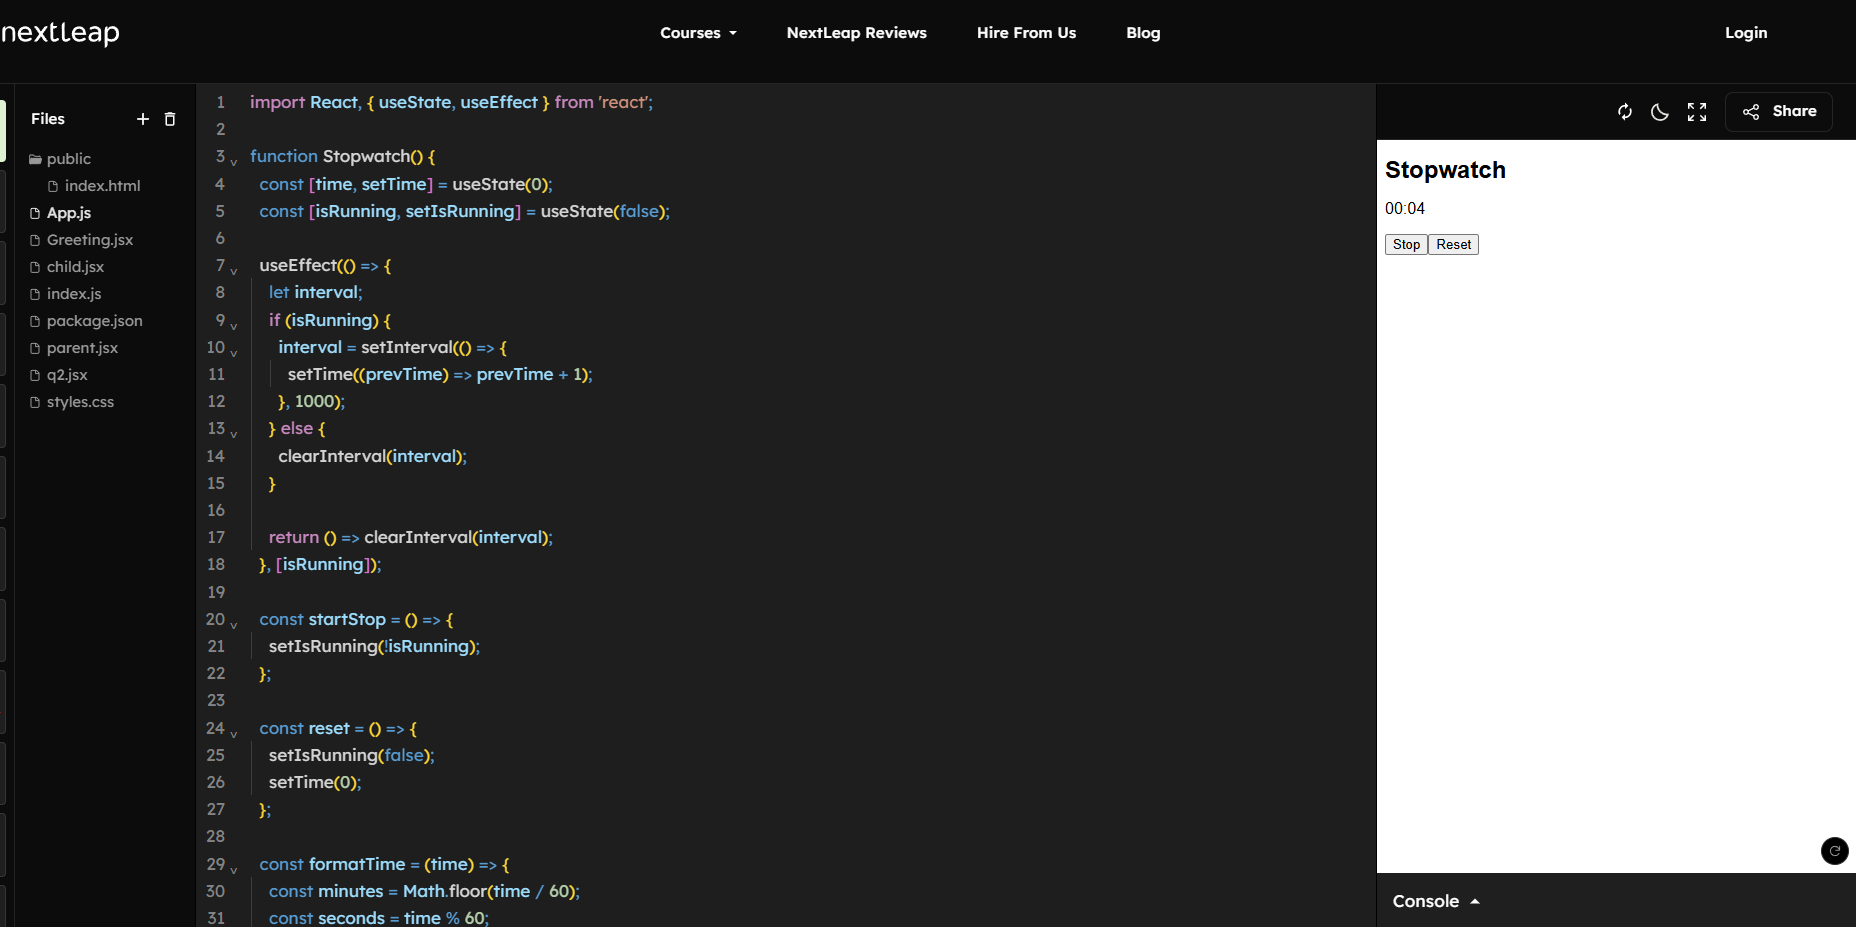 nextleap
Courses
NextLeap Reviews
Hire From Us
Blog
Login
Files
public
index.html
App.js
Greeting.jsx
child.jsx
index.js
package.json
parent.jsx
q2.jsx
styles.css
1 import React, { useState, useEffect } from 'react';
2
3 function Stopwatch() {
4 const [time, setTime] = useState(0);
5 const [isRunning, setIsRunning] = useState(false);
6
7 useEffect(() => {
8 let interval;
9 if (isRunning) {
10 interval = setInterval(() => {
11 setTime((prevTime) => prevTime + 1);
12 }, 1000);
13 } else {
14 clearInterval(interval);
15 }
16
17 return () => clearInterval(interval);
18 }, [isRunning]);
19
20 const startStop = () => {
21 setIsRunning(!isRunning);
22 };
23
24 const reset = () => {
25 setIsRunning(false);
26 setTime(0);
27 };
28
29 const formatTime = (time) => {
30 const minutes = Math.floor(time / 60);
31 const seconds = time % 60;
Share
Stopwatch
00:04
Stop Reset
Console